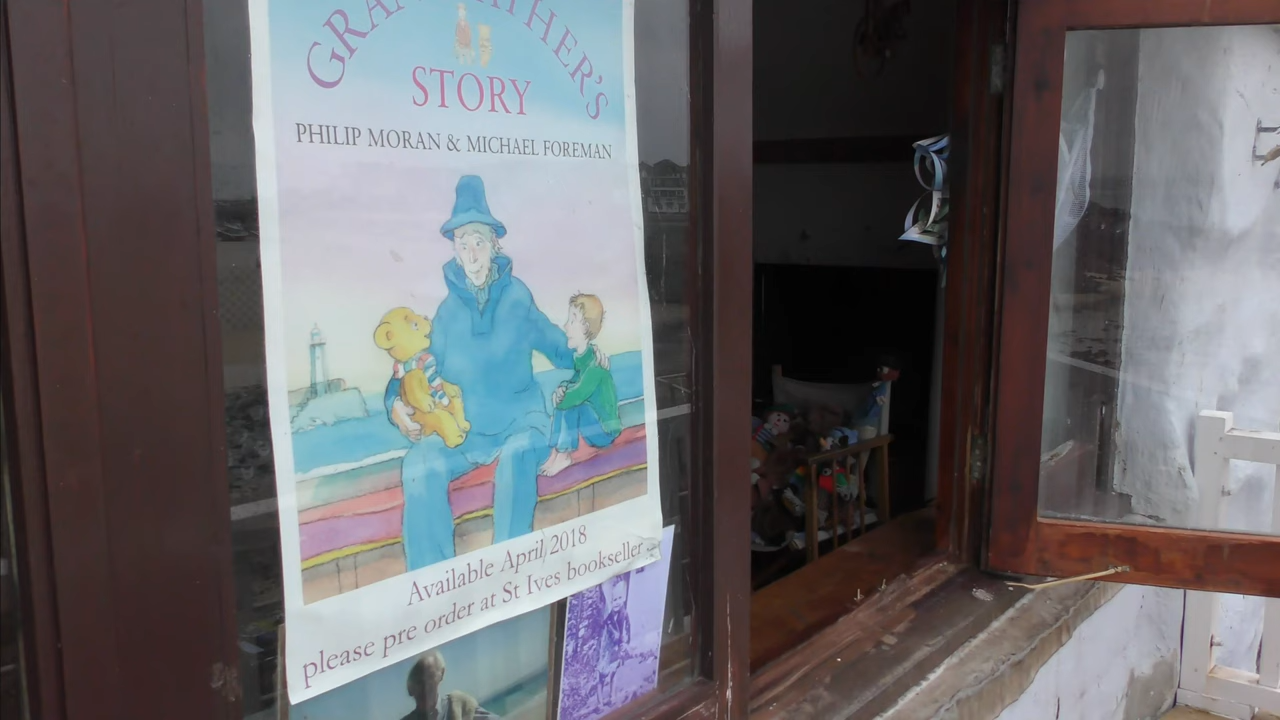 GRANDFATHER'S
STORY
PHILIP MORAN & MICHAEL FOREMAN
Available April 2018
please pre order at St Ives bookseller